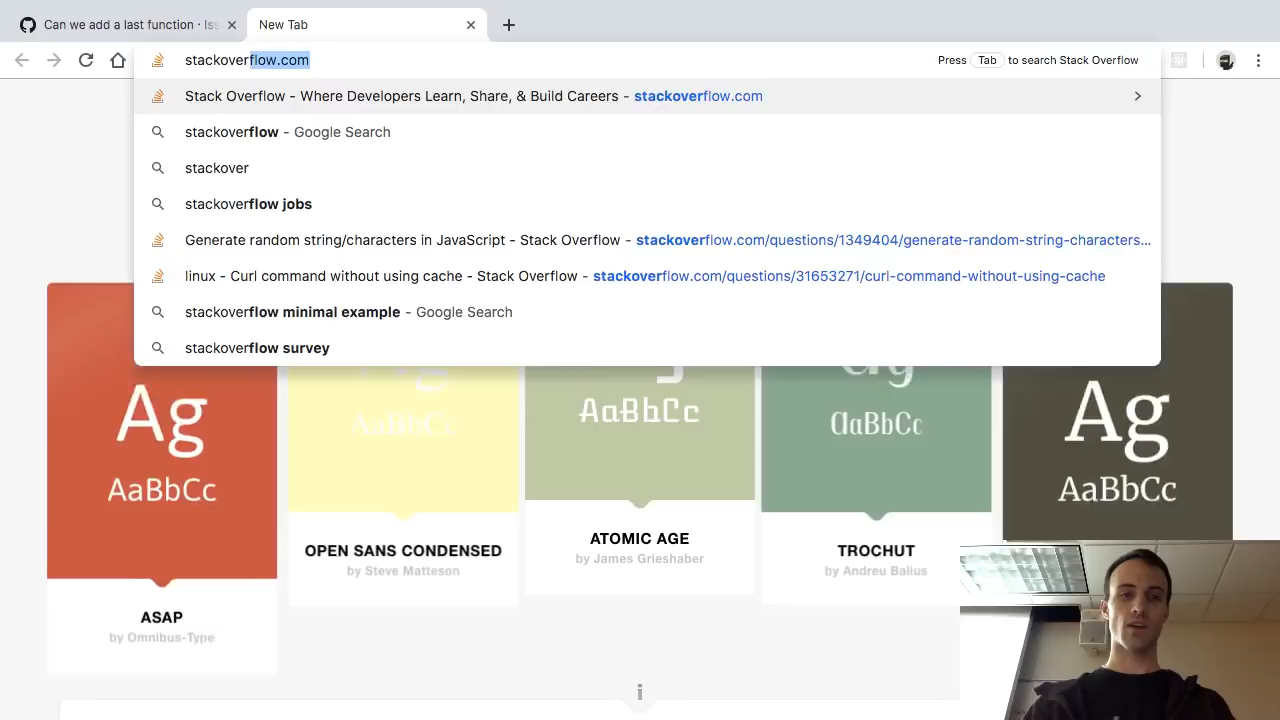 Can we add a last function · Iss
New Tab
stackoverflow.com
Press Tab to search Stack Overflow
Stack Overflow - Where Developers Learn, Share, & Build Careers - stackoverflow.com
stackoverflow - Google Search
stackover
stackoverflow jobs
Generate random string/characters in JavaScript - Stack Overflow - stackoverflow.com/questions/1349404/generate-random-string-characters...
linux - Curl command without using cache - Stack Overflow - stackoverflow.com/questions/31653271/curl-command-without-using-cache
stackoverflow minimal example - Google Search
stackoverflow survey
Ag
AaBbCc
ASAP
by Omnibus-Type
AaBbCc
OPEN SANS CONDENSED
by Steve Matteson
AaBbCc
ATOMIC AGE
by James Grieshaber
AaBbCc
TROCHUT
by Andreu Balius
Ag
AaBbCc
i